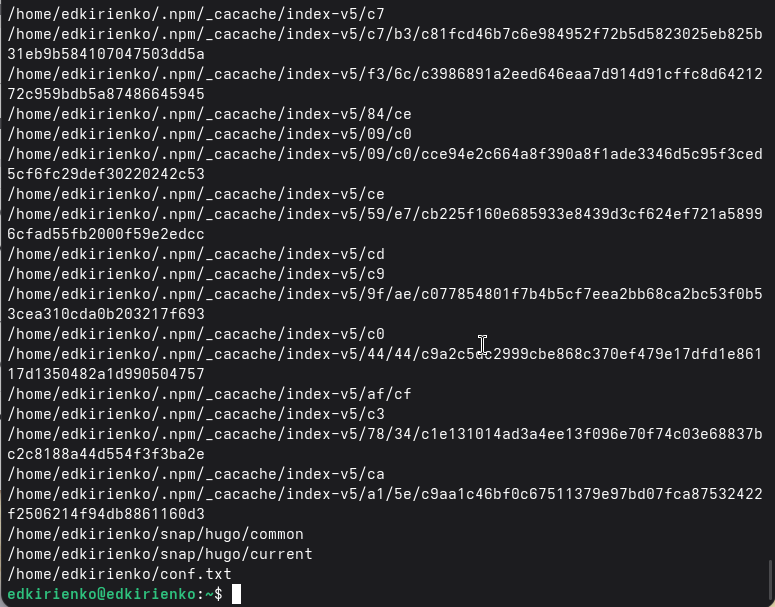 /home/edkirienko/.npm/_cacache/index-v5/c7
/home/edkirienko/.npm/_cacache/index-v5/c7/b3/c81fcd46b7c6e984952f72b5d5823025eb825b
31eb9b584107047503dd5a
/home/edkirienko/.npm/_cacache/index-v5/f3/6c/c3986891a2eed646eaa7d914d91cffc8d64212
72c959bdb5a87486645945
/home/edkirienko/.npm/_cacache/index-v5/84/ce
/home/edkirienko/.npm/_cacache/index-v5/09/c0
/home/edkirienko/.npm/_cacache/index-v5/09/c0/cce94e2c664a8f390a8f1ade3346d5c95f3ced
5cf6fc29def30220242c53
/home/edkirienko/.npm/_cacache/index-v5/ce
/home/edkirienko/.npm/_cacache/index-v5/59/e7/cb225f160e685933e8439d3cf624ef721a5899
6cfad55fb2000f59e2edcc
/home/edkirienko/.npm/_cacache/index-v5/cd
/home/edkirienko/.npm/_cacache/index-v5/c9
/home/edkirienko/.npm/_cacache/index-v5/9f/ae/c077854801f7b4b5cf7eea2bb68ca2bc53f0b5
3cea310cda0b203217f693
/home/edkirienko/.npm/_cacache/index-v5/c0
/home/edkirienko/.npm/_cacache/index-v5/44/44/c9a2c5dc2999cbe868c370ef479e17dfd1e861
17d1350482a1d990504757
/home/edkirienko/.npm/_cacache/index-v5/af/cf
/home/edkirienko/.npm/_cacache/index-v5/c3
/home/edkirienko/.npm/_cacache/index-v5/78/34/c1e131014ad3a4ee13f096e70f74c03e68837b
c2c8188a44d554f3f3ba2e
/home/edkirienko/.npm/_cacache/index-v5/ca
/home/edkirienko/.npm/_cacache/index-v5/a1/5e/c9aa1c46bf0c67511379e97bd07fca87532422
f2506214f94db8861160d3
/home/edkirienko/snap/hugo/common
/home/edkirienko/snap/hugo/current
/home/edkirienko/conf.txt
edkirienko@edkirienko:~$